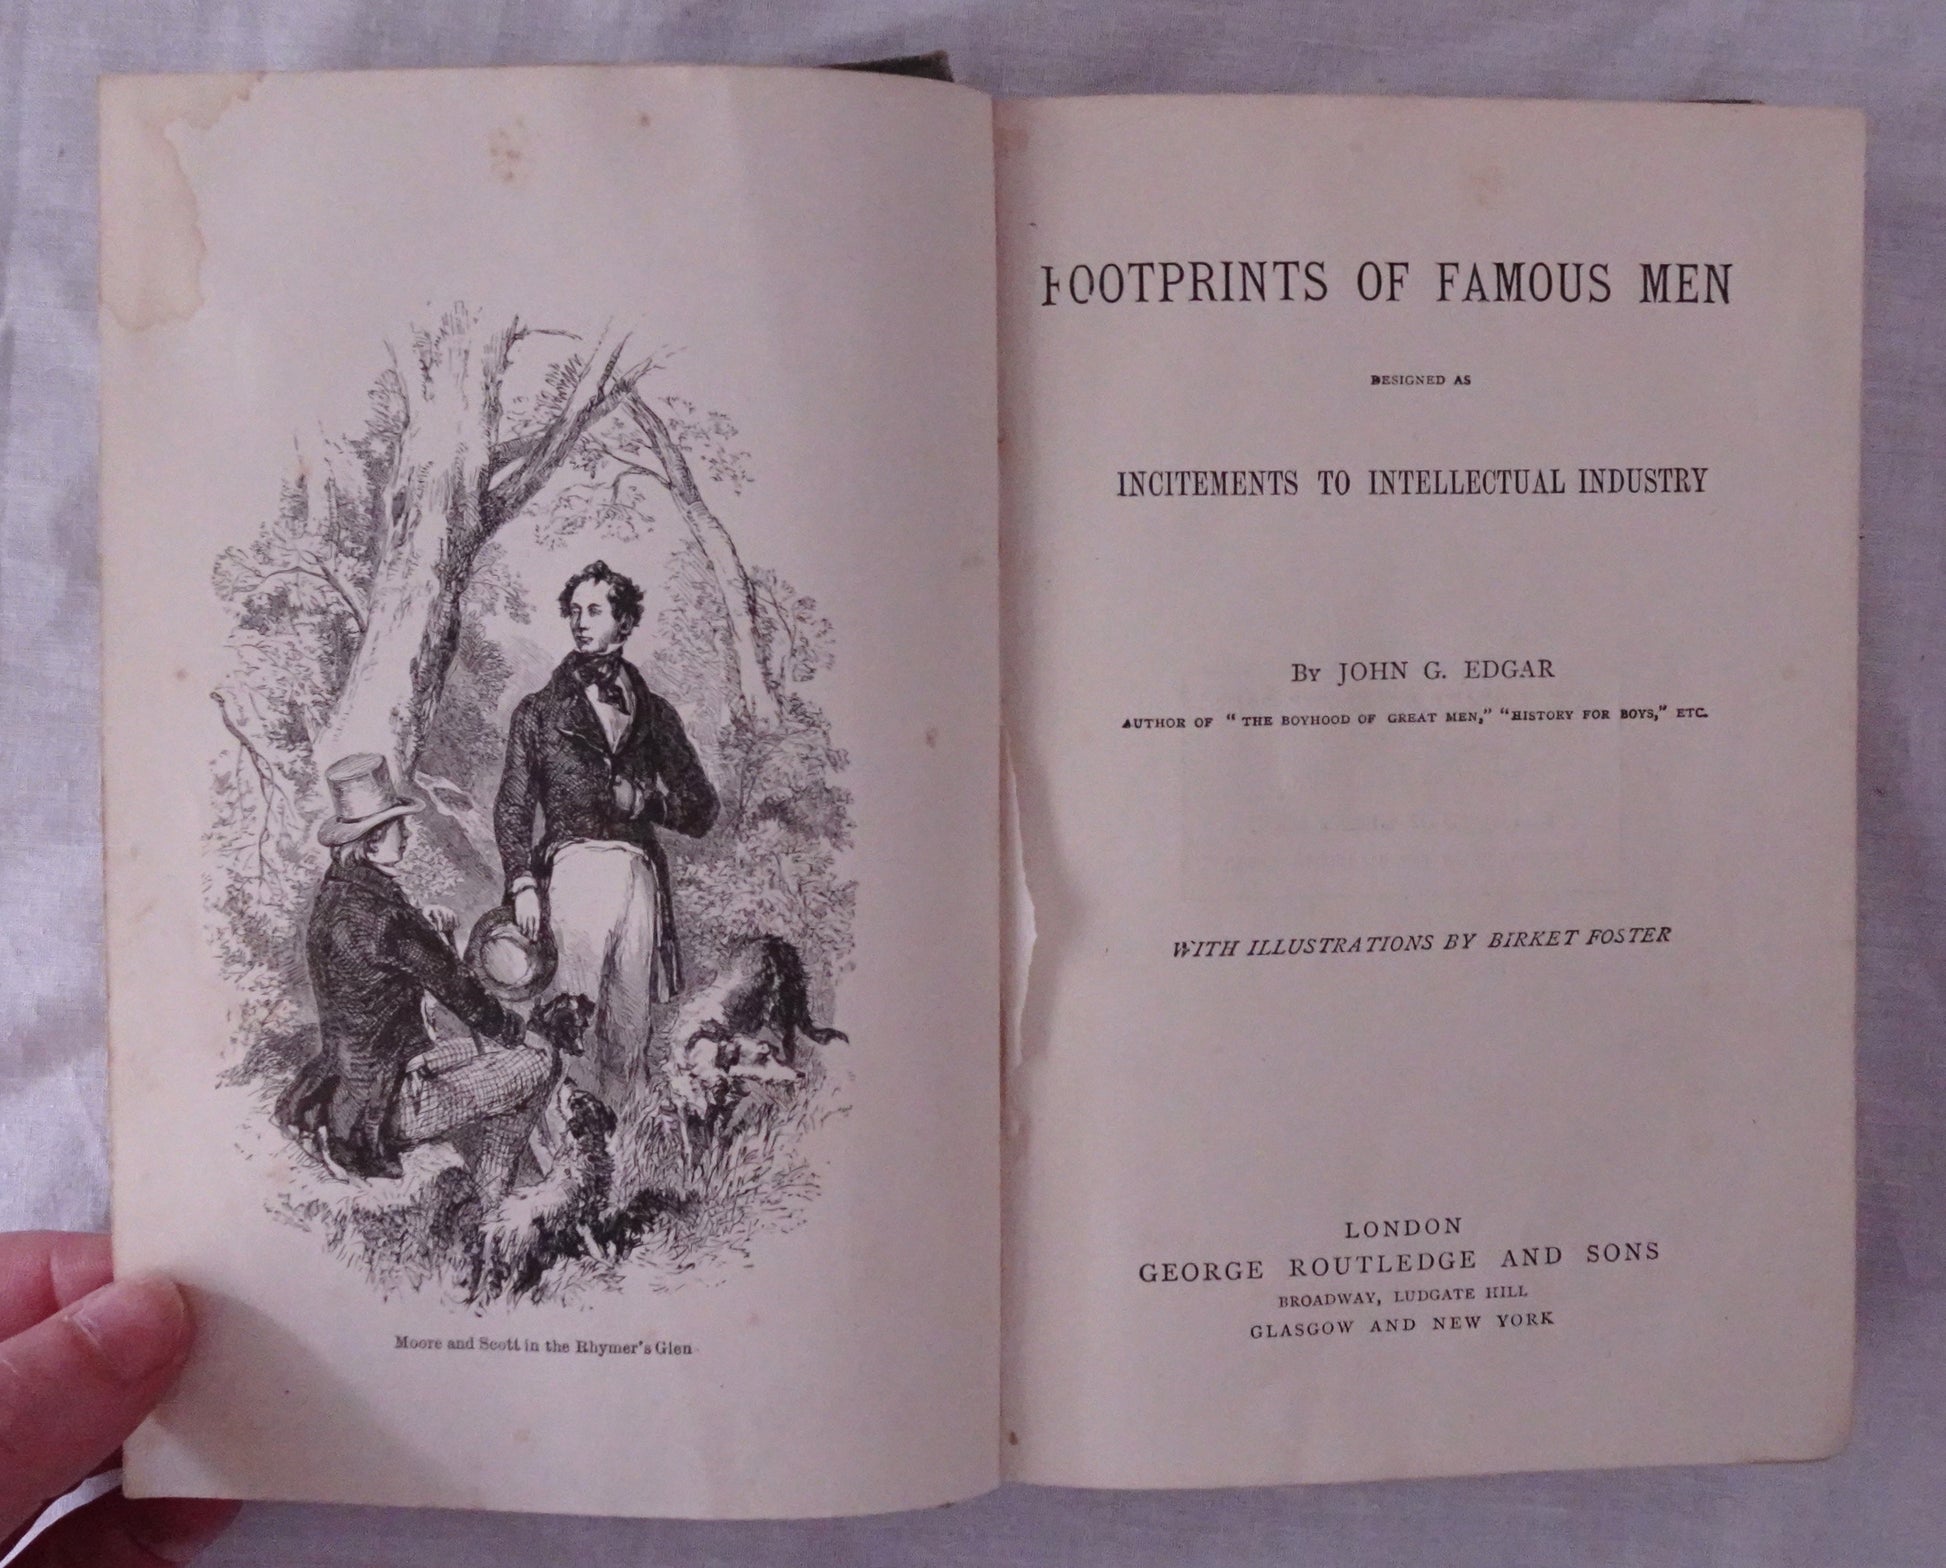 Moore and Scott in the Rhymer's Glen
FOOTPRINTS OF FAMOUS MEN
DESIGNED AS
INCITEMENTS TO INTELLECTUAL INDUSTRY
By JOHN G. EDGAR
AUTHOR OF "THE BOYHOOD OF GREAT MEN," "HISTORY FOR BOYS," ETC.
WITH ILLUSTRATIONS BY BIRKET FOSTER
LONDON
GEORGE ROUTLEDGE AND SONS
BROADWAY, LUDGATE HILL
GLASGOW AND NEW YORK